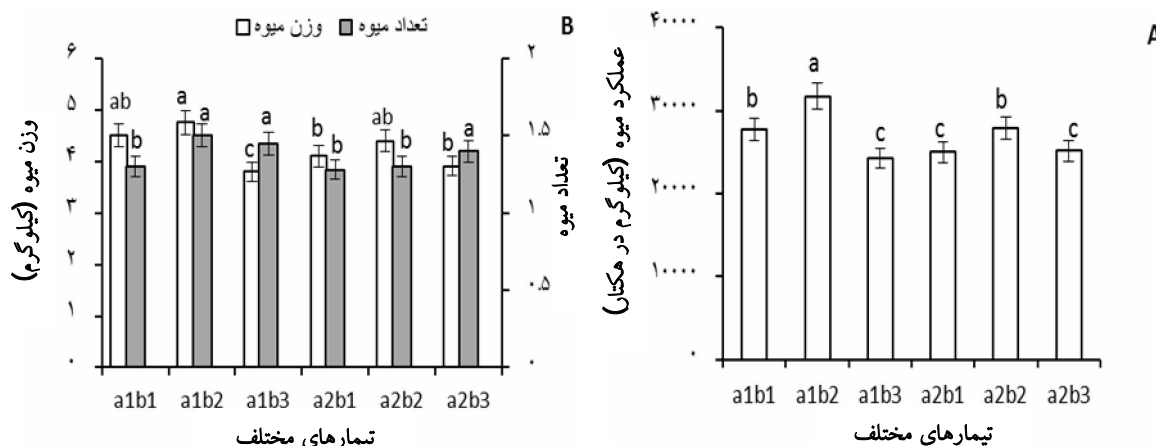 وزن میوه تعداد میوه
B
وزن میوه (کیلوگرم)
۶
۵
۴
۳
۲
۱
۰
ab b a a c a b b ab b b a
۲
۱.۵
۱
۰.۵
۰
تعداد میوه
a1b1 a1b2 a1b3 a2b1 a2b2 a2b3
تیمارهای مختلف
A
عملکرد میوه (کیلوگرم در هکتار)
۴۰۰۰۰
۳۰۰۰۰
۲۰۰۰۰
۱۰۰۰۰
۰
b a c c b c
a1b1 a1b2 a1b3 a2b1 a2b2 a2b3
تیمارهای مختلف